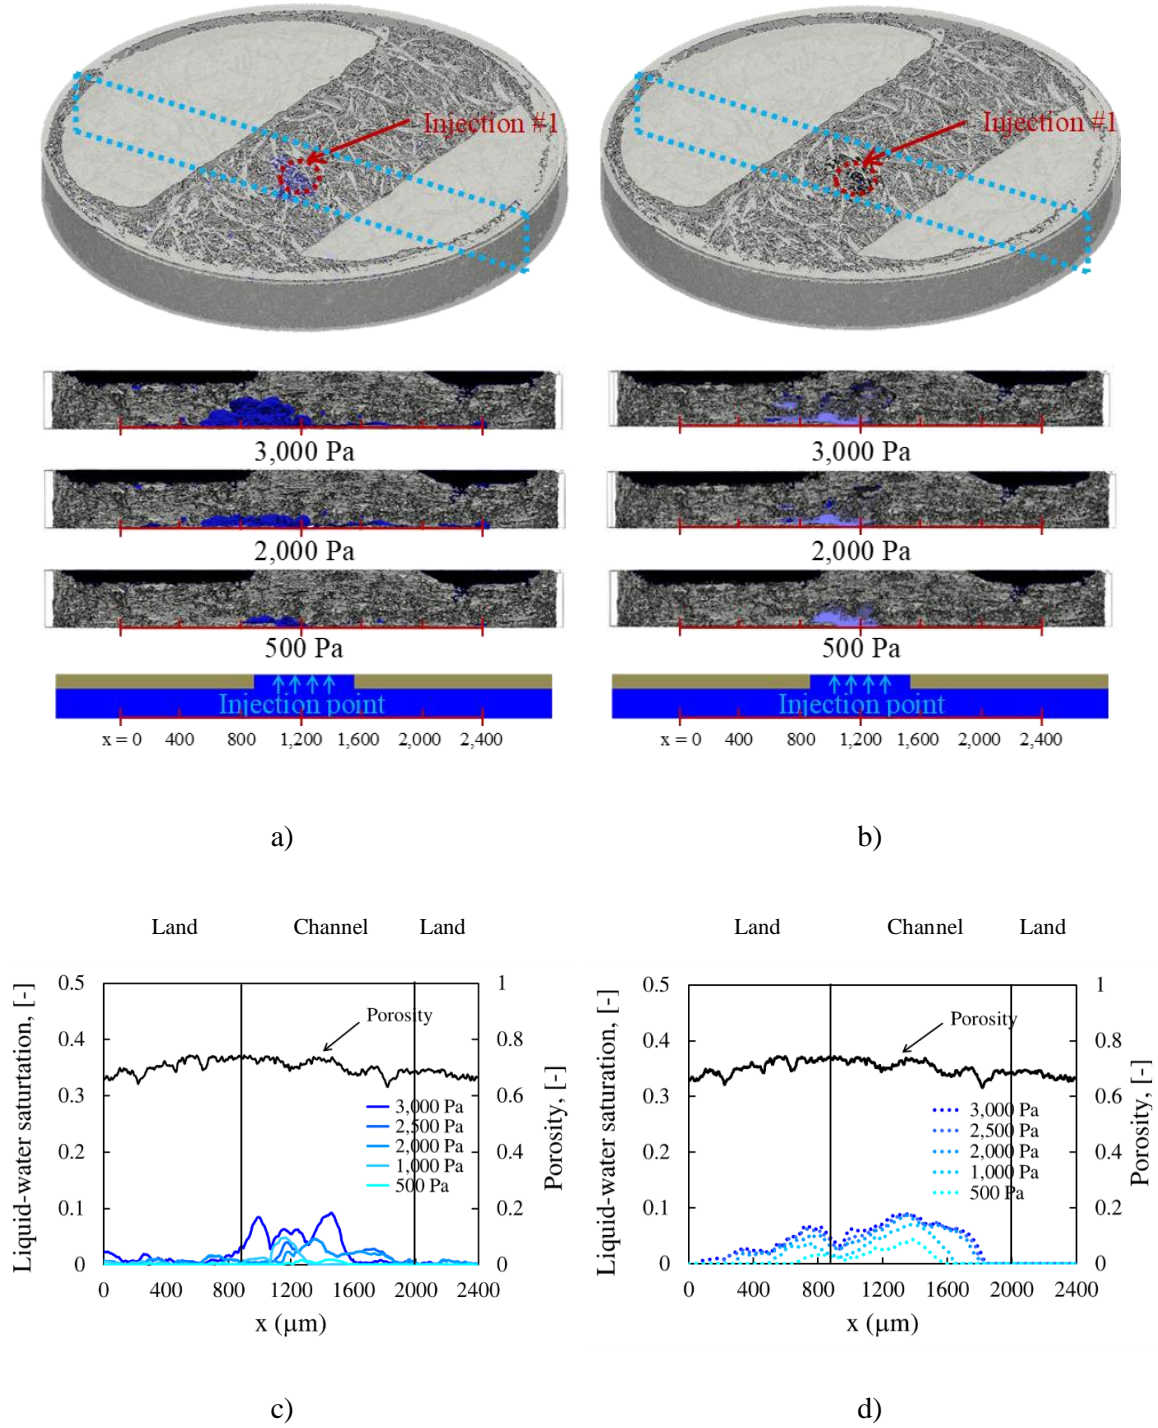 Injection #1
Injection #1
3,000 Pa
3,000 Pa
2,000 Pa
2,000 Pa
500 Pa
500 Pa
Injection point
Injection point
x = 0 400 800 1,200 1,600 2,000 2,400
x = 0 400 800 1,200 1,600 2,000 2,400
a)
b)
Land Channel Land
Liquid-water saturtation, [-]
0.5
0.4
0.3
0.2
0.1
0
Porosity
3,000 Pa
2,500 Pa
2,000 Pa
1,000 Pa
500 Pa
1
0.8
0.6
0.4
0.2
0
Porosity, [-]
0 400 800 1200 1600 2000 2400
x (μm)
c)
Land Channel Land
Liquid-water saturation, [-]
0.5
0.4
0.3
0.2
0.1
0
Porosity
3,000 Pa
2,500 Pa
2,000 Pa
1,000 Pa
500 Pa
1
0.8
0.6
0.4
0.2
0
Porosity, [-]
0 400 800 1200 1600 2000 2400
x (μm)
d)